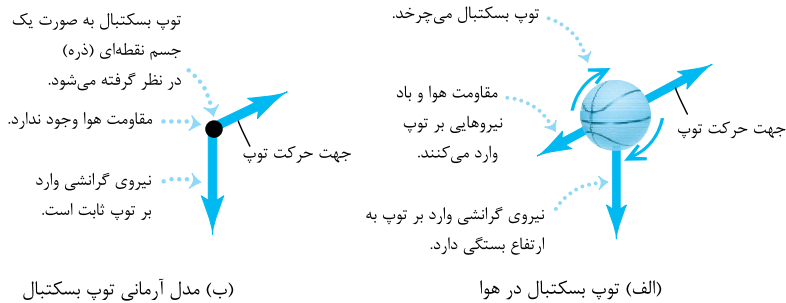 توپ بسکتبال می‌چرخد.
مقاومت هوا و باد
نیروهایی بر توپ
وارد می‌کنند.
جهت حرکت توپ
نیروی گرانشی وارد بر توپ به
ارتفاع بستگی دارد.
(الف) توپ بسکتبال در هوا
توپ بسکتبال به صورت یک
جسم نقطه‌ای (ذره)
در نظر گرفته می‌شود.
مقاومت هوا وجود ندارد.
جهت حرکت توپ
نیروی گرانشی وارد
بر توپ ثابت است.
(ب) مدل آرمانی توپ بسکتبال